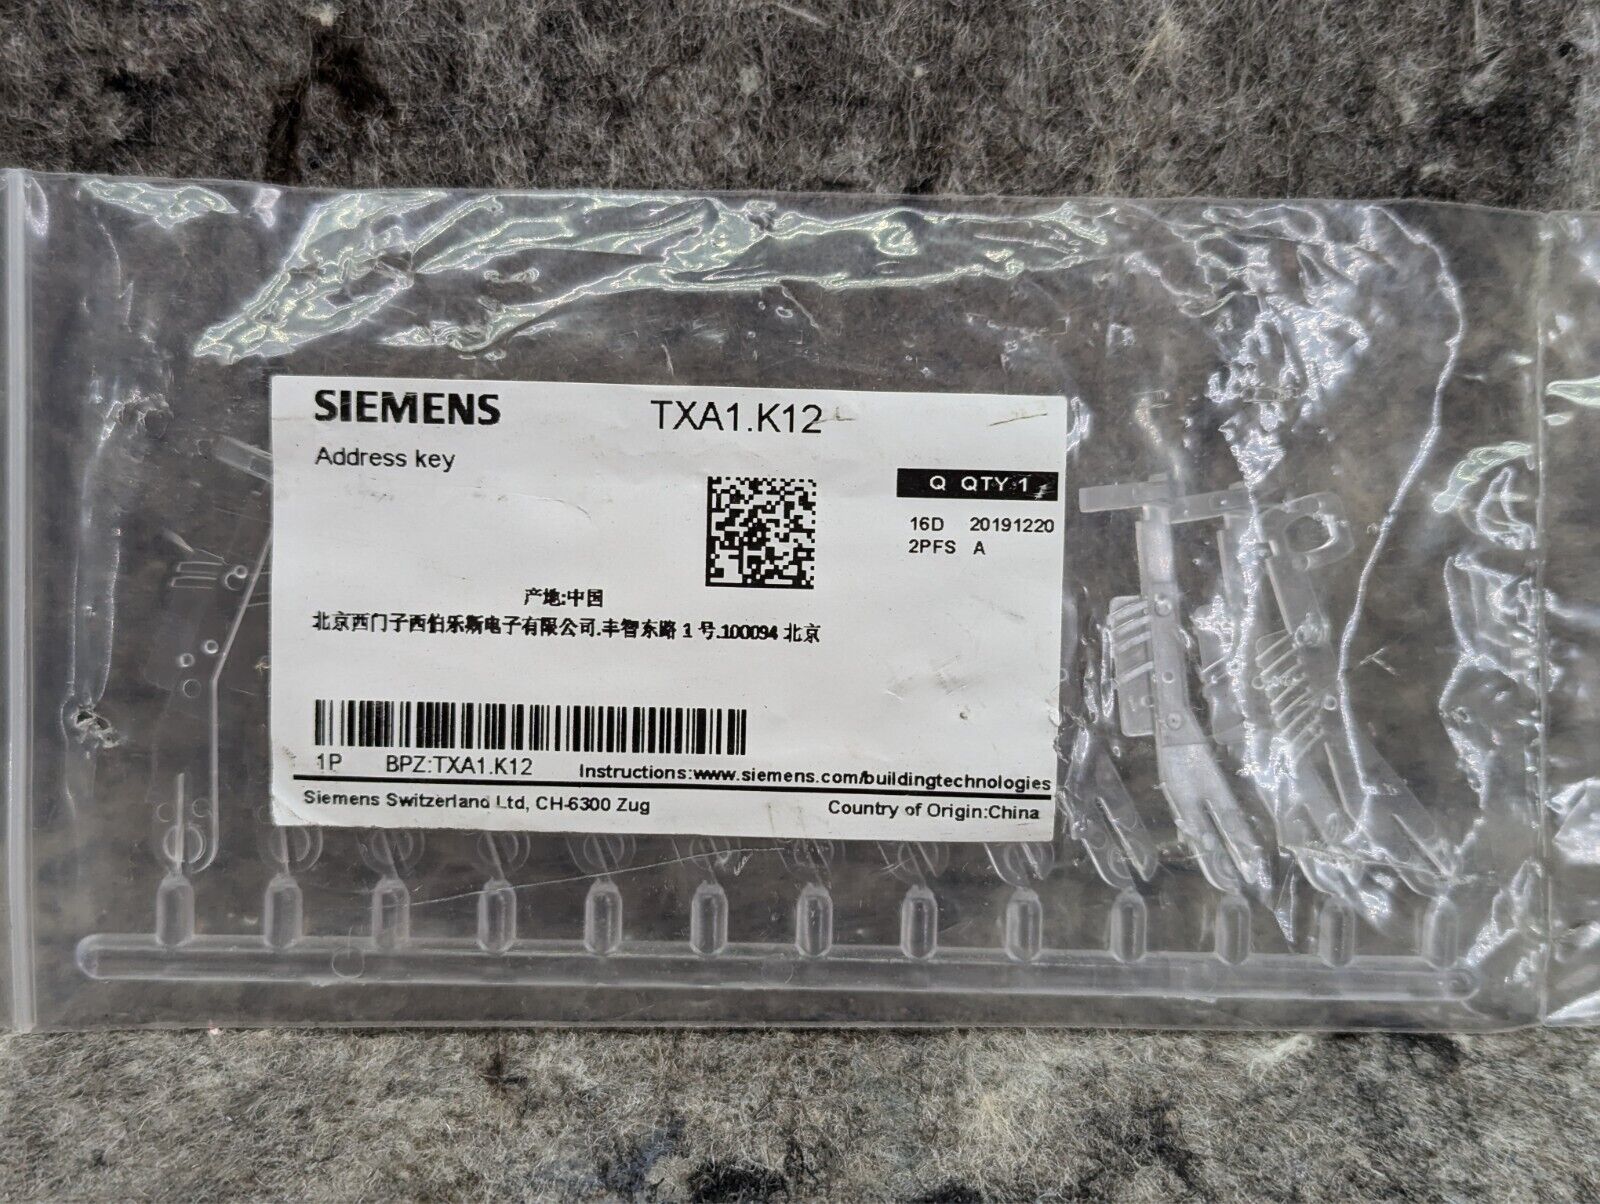 SIEMENS
TXA1.K12
Address key
Q QTY 1
16D 20191220
2PFS A
产地:中国
北京西门子西伯乐斯电子有限公司.丰智东路 1 号.100094 北京
1P BPZ:TXA1.K12
Instructions:www.siemens.com/buildingtechnologies
Siemens Switzerland Ltd, CH-6300 Zug
Country of Origin:China